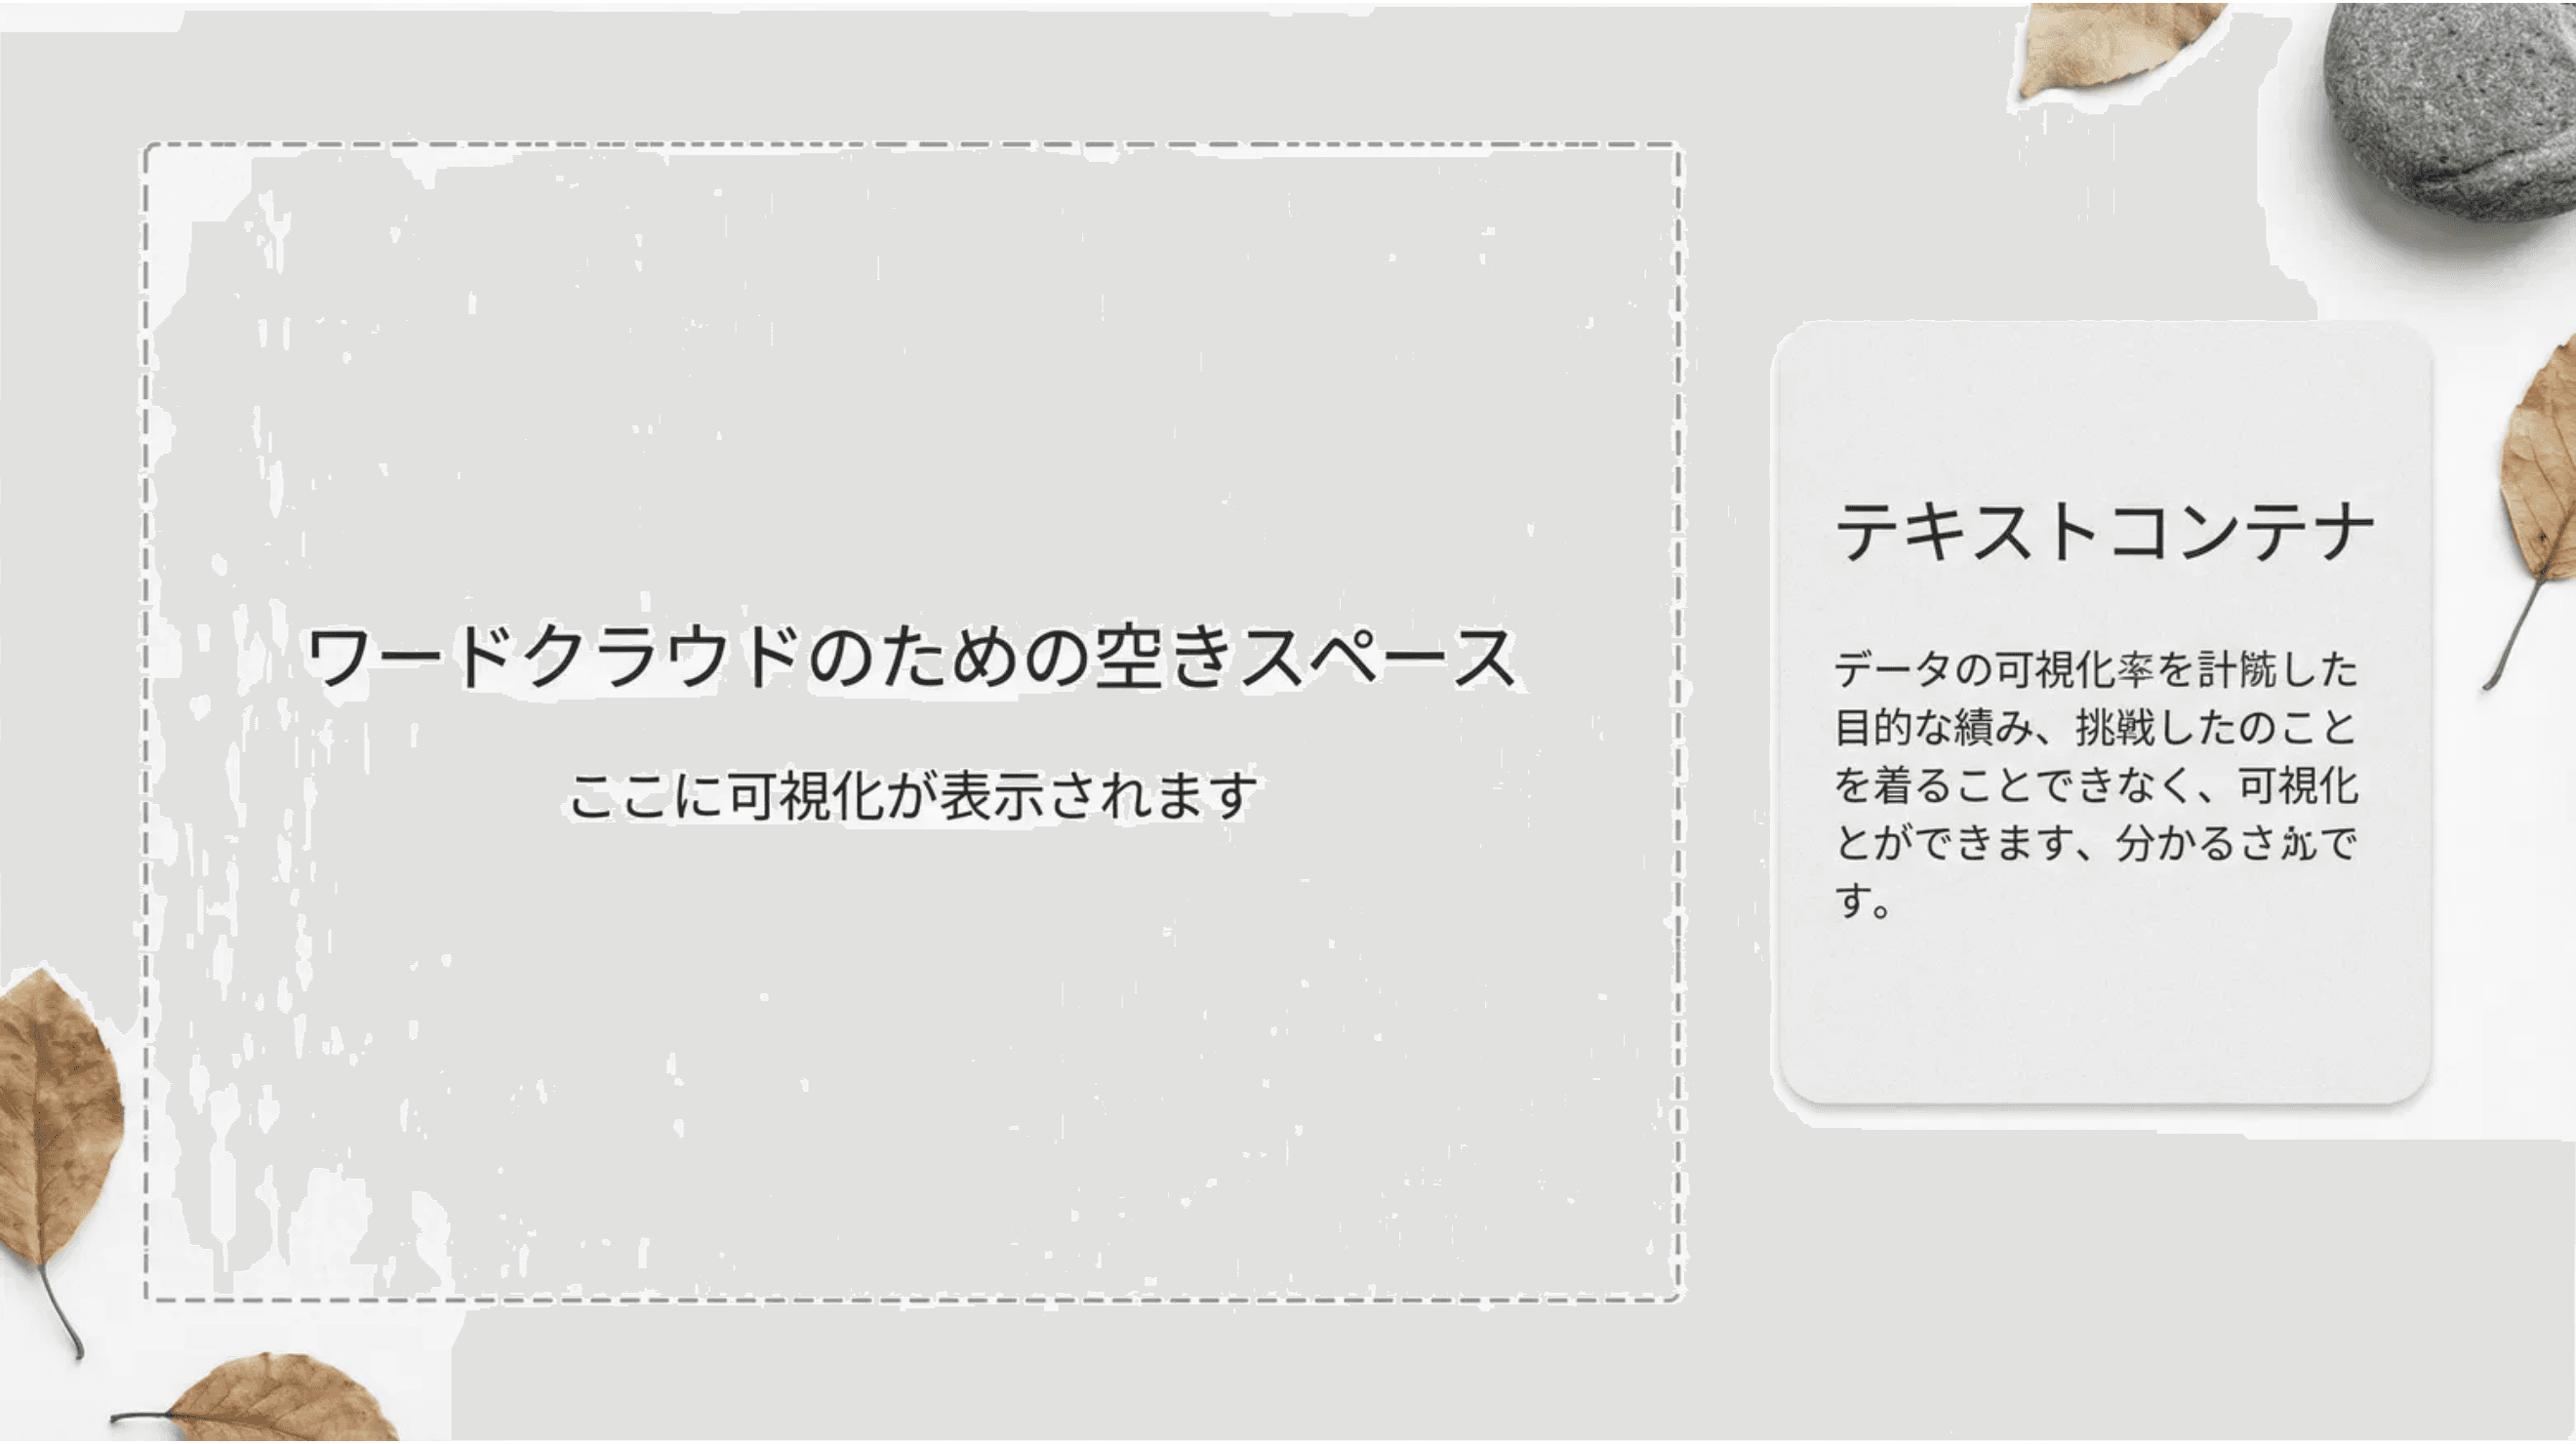 ワードクラウドのための空きスペース
ここに可視化が表示されます
テキストコンテナ
データの可視化率を計した
目的な績み、挑戦したのこと
を着ることできなく、可視化
とができます、分かるさで
す。